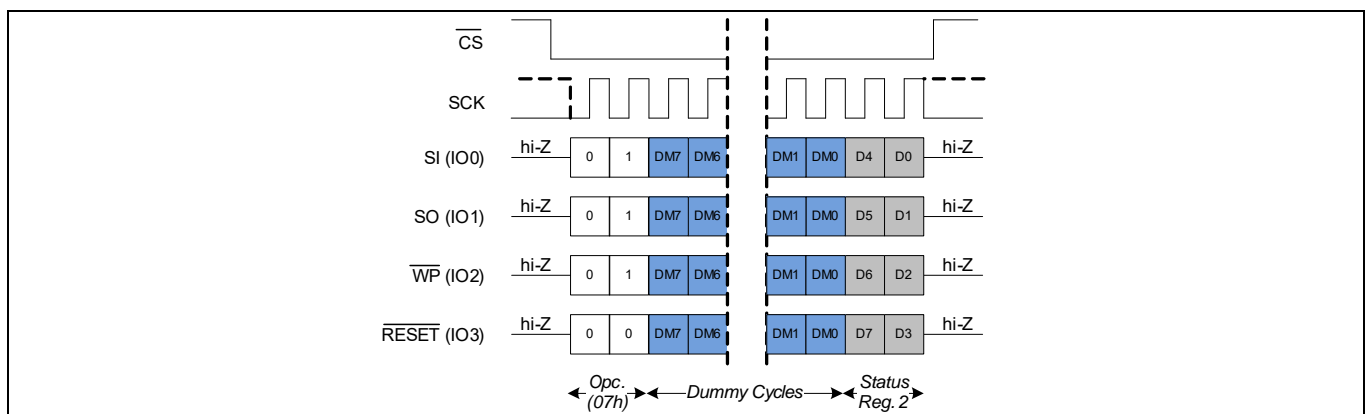 CS
SCK
SI (IO0) hi-Z 0 1 DM7 DM6 DM1 DM0 D4 D0 hi-Z
SO (IO1) hi-Z 0 1 DM7 DM6 DM1 DM0 D5 D1 hi-Z
WP (IO2) hi-Z 0 1 DM7 DM6 DM1 DM0 D6 D2 hi-Z
RESET (IO3) hi-Z 0 0 DM7 DM6 DM1 DM0 D7 D3 hi-Z
Opc. Dummy Cycles Status
(07h) Reg. 2